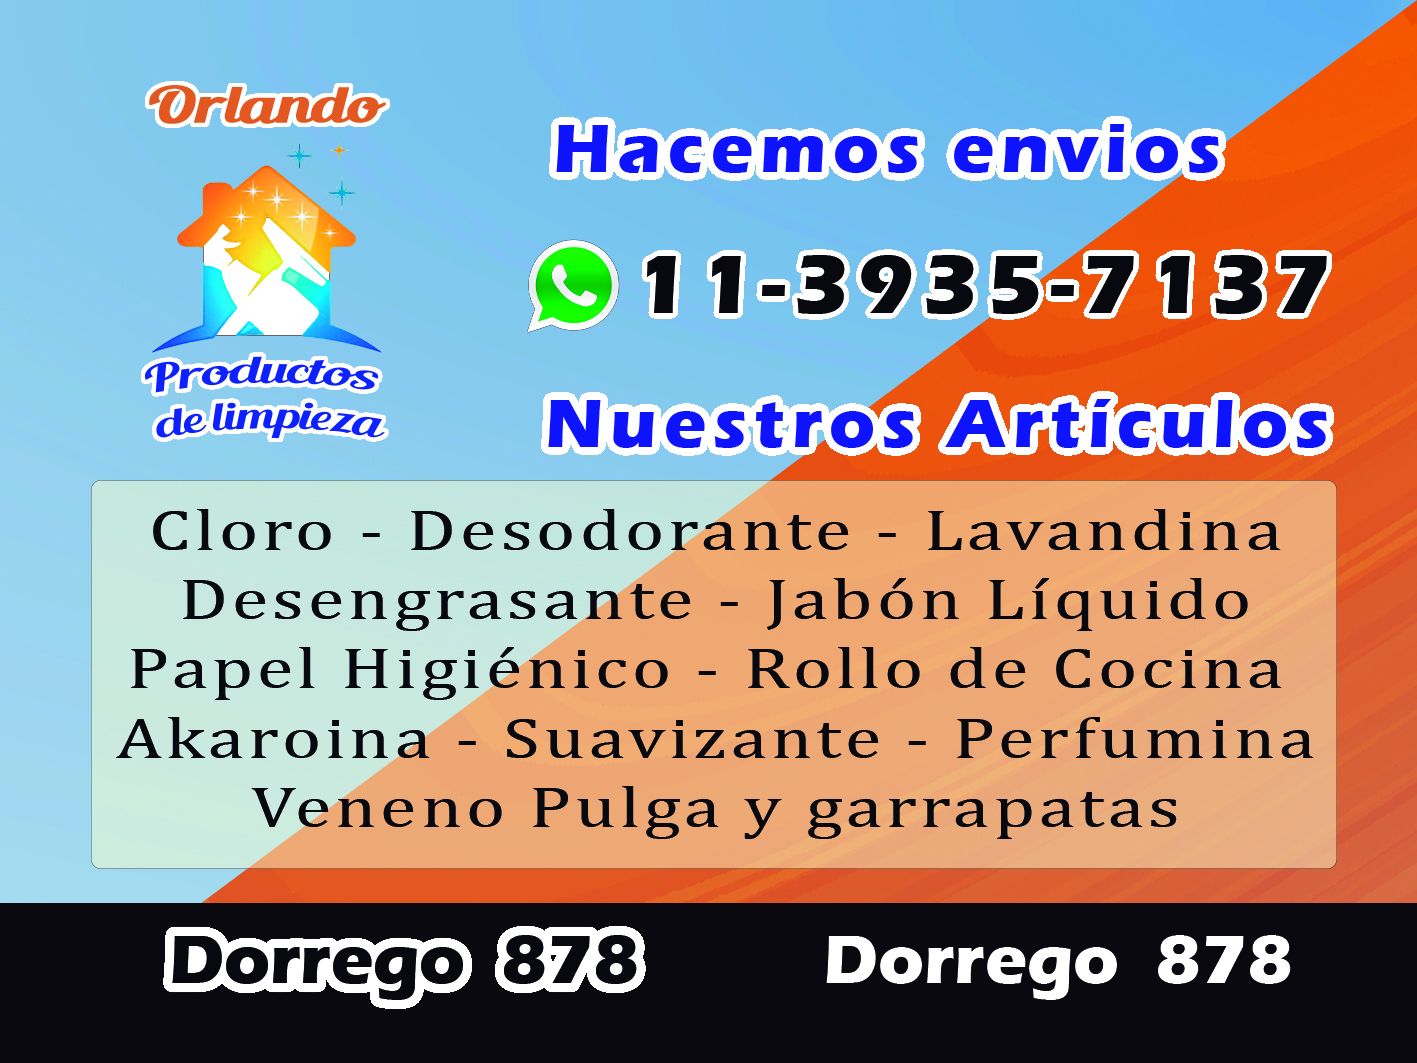 Orlando
Productos
de limpieza
Hacemos envios
11-3935-7137
Nuestros Artículos
Cloro - Desodorante - Lavandina
Desengrasante - Jabón Líquido
Papel Higiénico - Rollo de Cocina
Akaroina - Suavizante - Perfumina
Veneno Pulga y garrapatas
Dorrego 878
Dorrego 878